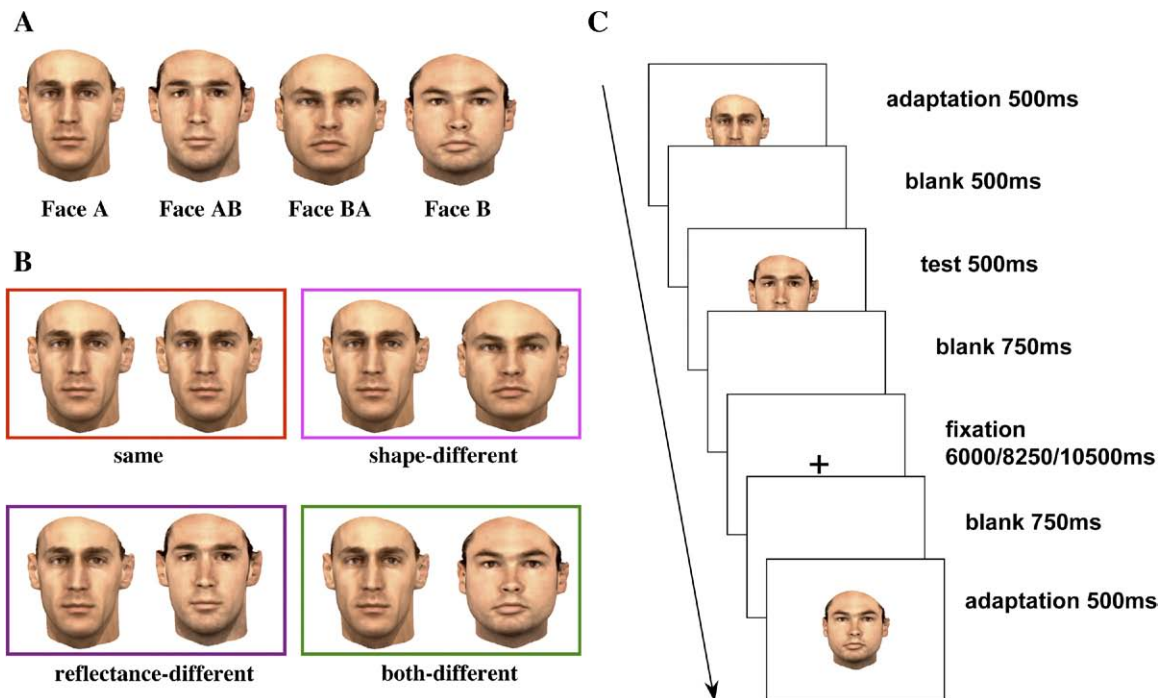 A
Face A
Face AB
Face BA
Face B
B
same
shape-different
reflectance-different
both-different
C
adaptation 500ms
blank 500ms
test 500ms
blank 750ms
fixation
6000/8250/10500ms
+
blank 750ms
adaptation 500ms